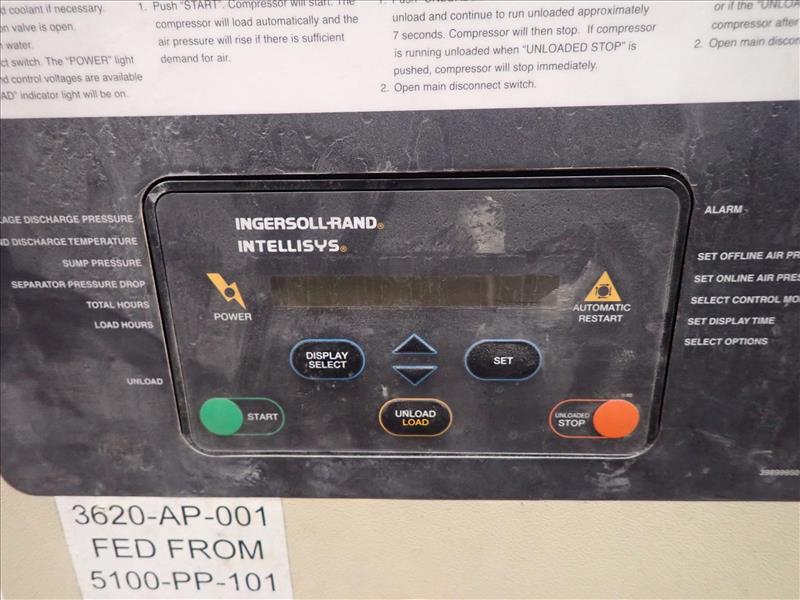 coolant if necessary.
valve is open.
water.
switch. The "POWER" light
control voltages are available
indicator light will be on.
1. Push "START". Compressor will start. The
compressor will load automatically and the
air pressure will rise if there is sufficient
demand for air.
unload and continue to run unloaded approximately
7 seconds. Compressor will then stop. If compressor
is running unloaded when "UNLOADED STOP" is
pushed, compressor will stop immediately.
2. Open main disconnect switch.
or if the
compressor after
2. Open main
DISCHARGE PRESSURE
DISCHARGE TEMPERATURE
SUMP PRESSURE
SEPARATOR PRESSURE DROP
TOTAL HOURS
LOAD HOURS
UNLOAD
INGERSOLL-RAND®
INTELLISYS®
POWER
AUTOMATIC
RESTART
DISPLAY
SELECT
SET
START
UNLOAD
LOAD
UNLOADED
STOP
ALARM
SET OFFLINE AIR
SET ONLINE AIR
SELECT CONTROL
SET DISPLAY TIME
SELECT OPTIONS
3620-AP-001
FED FROM
5100-PP-101